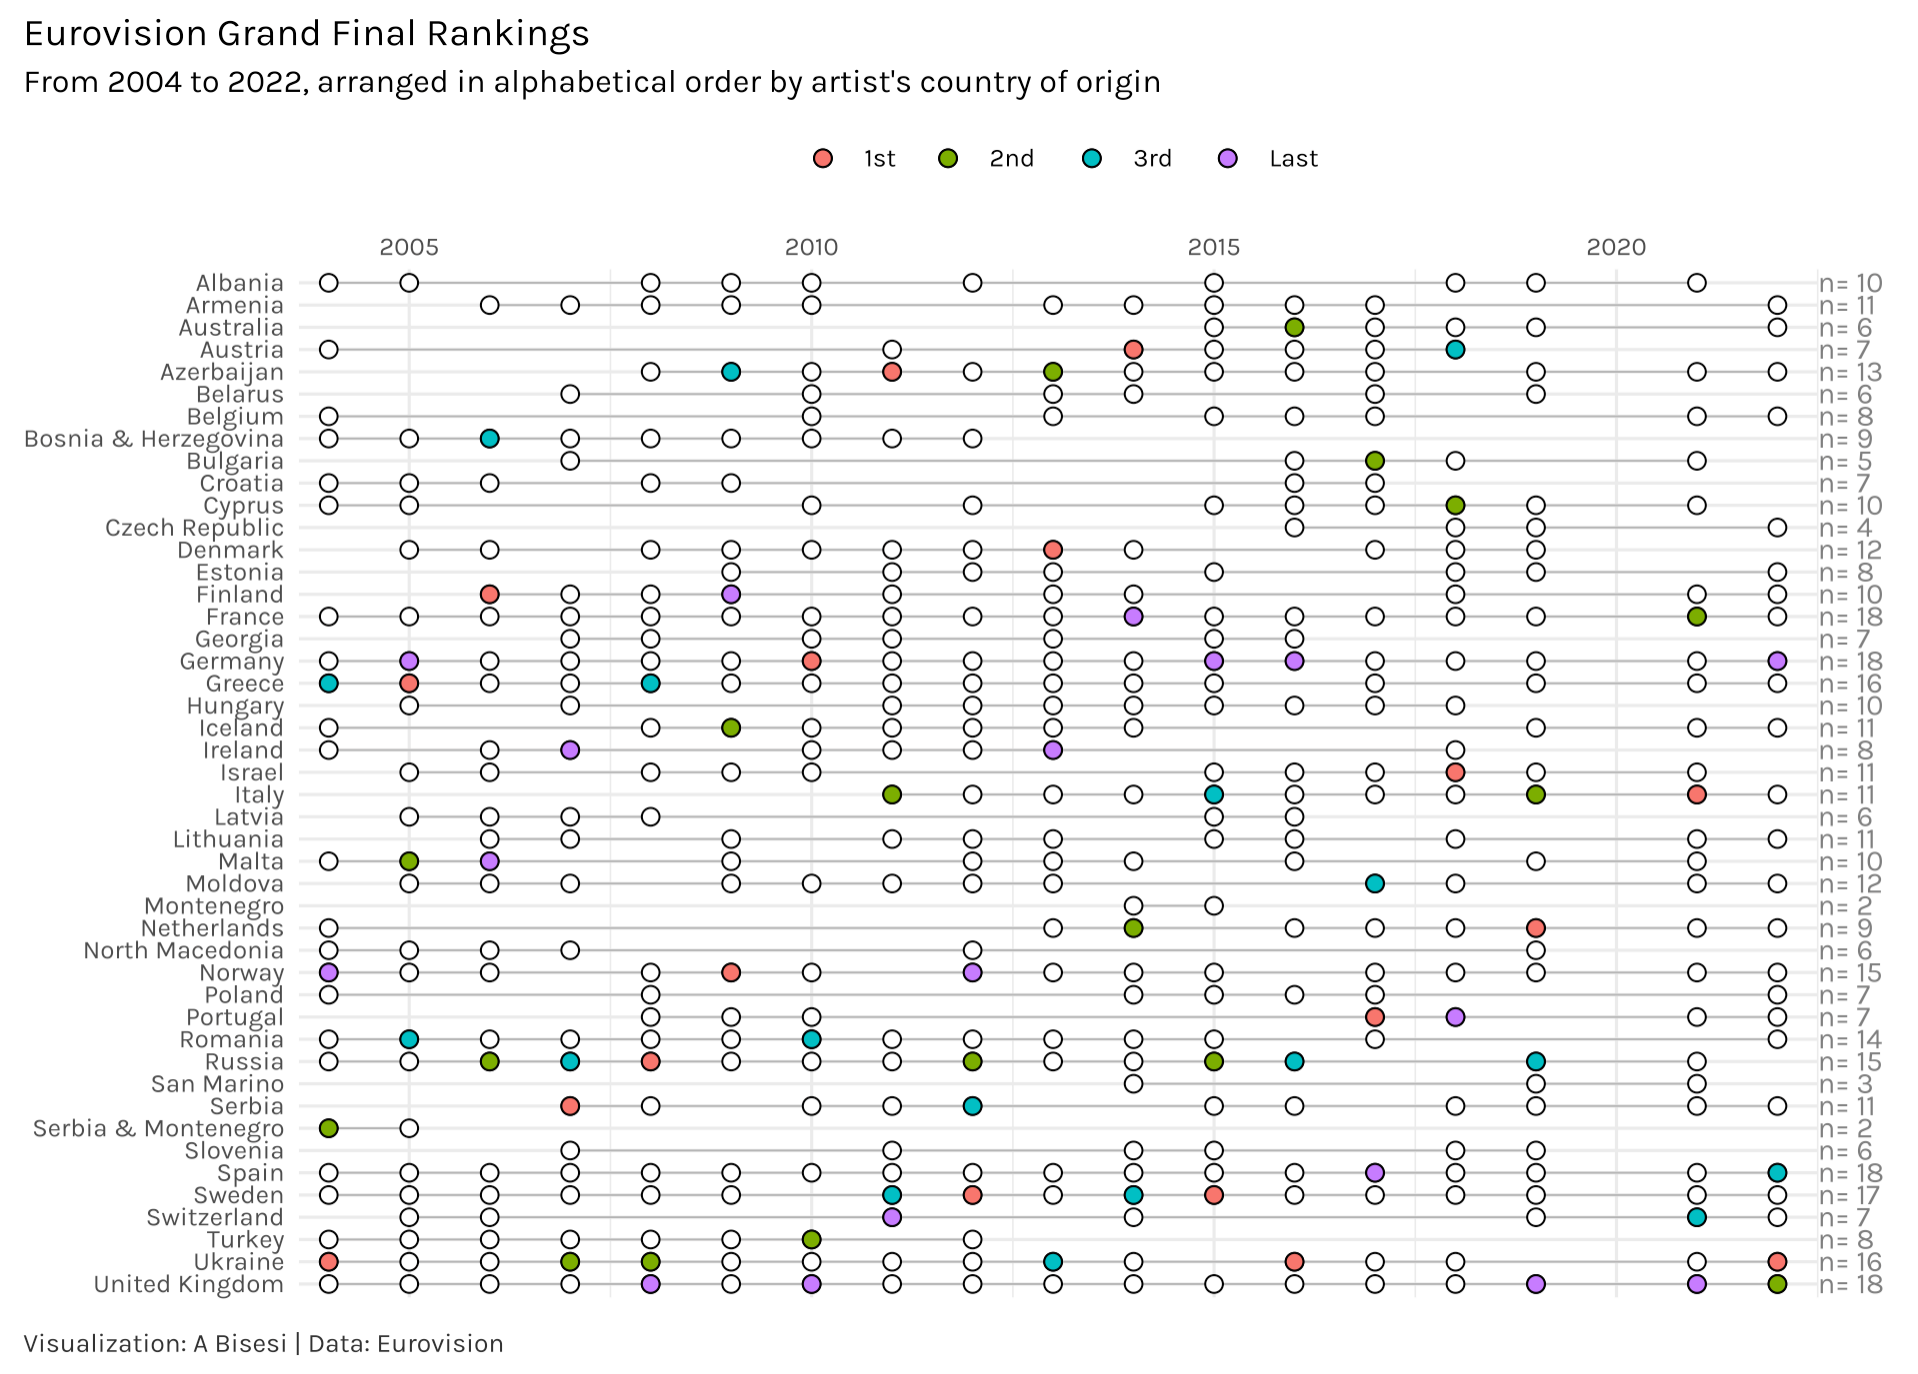 Eurovision Grand Final Rankings
From 2004 to 2022, arranged in alphabetical order by artist's country of origin
1st 2nd 3rd Last
2005 2010 2015 2020
Albania n= 10
Armenia n= 11
Australia n= 6
Austria n= 7
Azerbaijan n= 13
Belarus n= 6
Belgium n= 8
Bosnia & Herzegovina n= 9
Bulgaria n= 5
Croatia n= 7
Cyprus n= 10
Czech Republic n= 4
Denmark n= 12
Estonia n= 8
Finland n= 10
France n= 18
Georgia n= 7
Germany n= 18
Greece n= 16
Hungary n= 10
Iceland n= 11
Ireland n= 8
Israel n= 11
Italy n= 11
Latvia n= 6
Lithuania n= 11
Malta n= 10
Moldova n= 12
Montenegro n= 2
Netherlands n= 9
North Macedonia n= 6
Norway n= 15
Poland n= 7
Portugal n= 7
Romania n= 14
Russia n= 15
San Marino n= 3
Serbia n= 11
Serbia & Montenegro n= 2
Slovenia n= 6
Spain n= 18
Sweden n= 17
Switzerland n= 7
Turkey n= 8
Ukraine n= 16
United Kingdom n= 18
Visualization: A Bisesi | Data: Eurovision